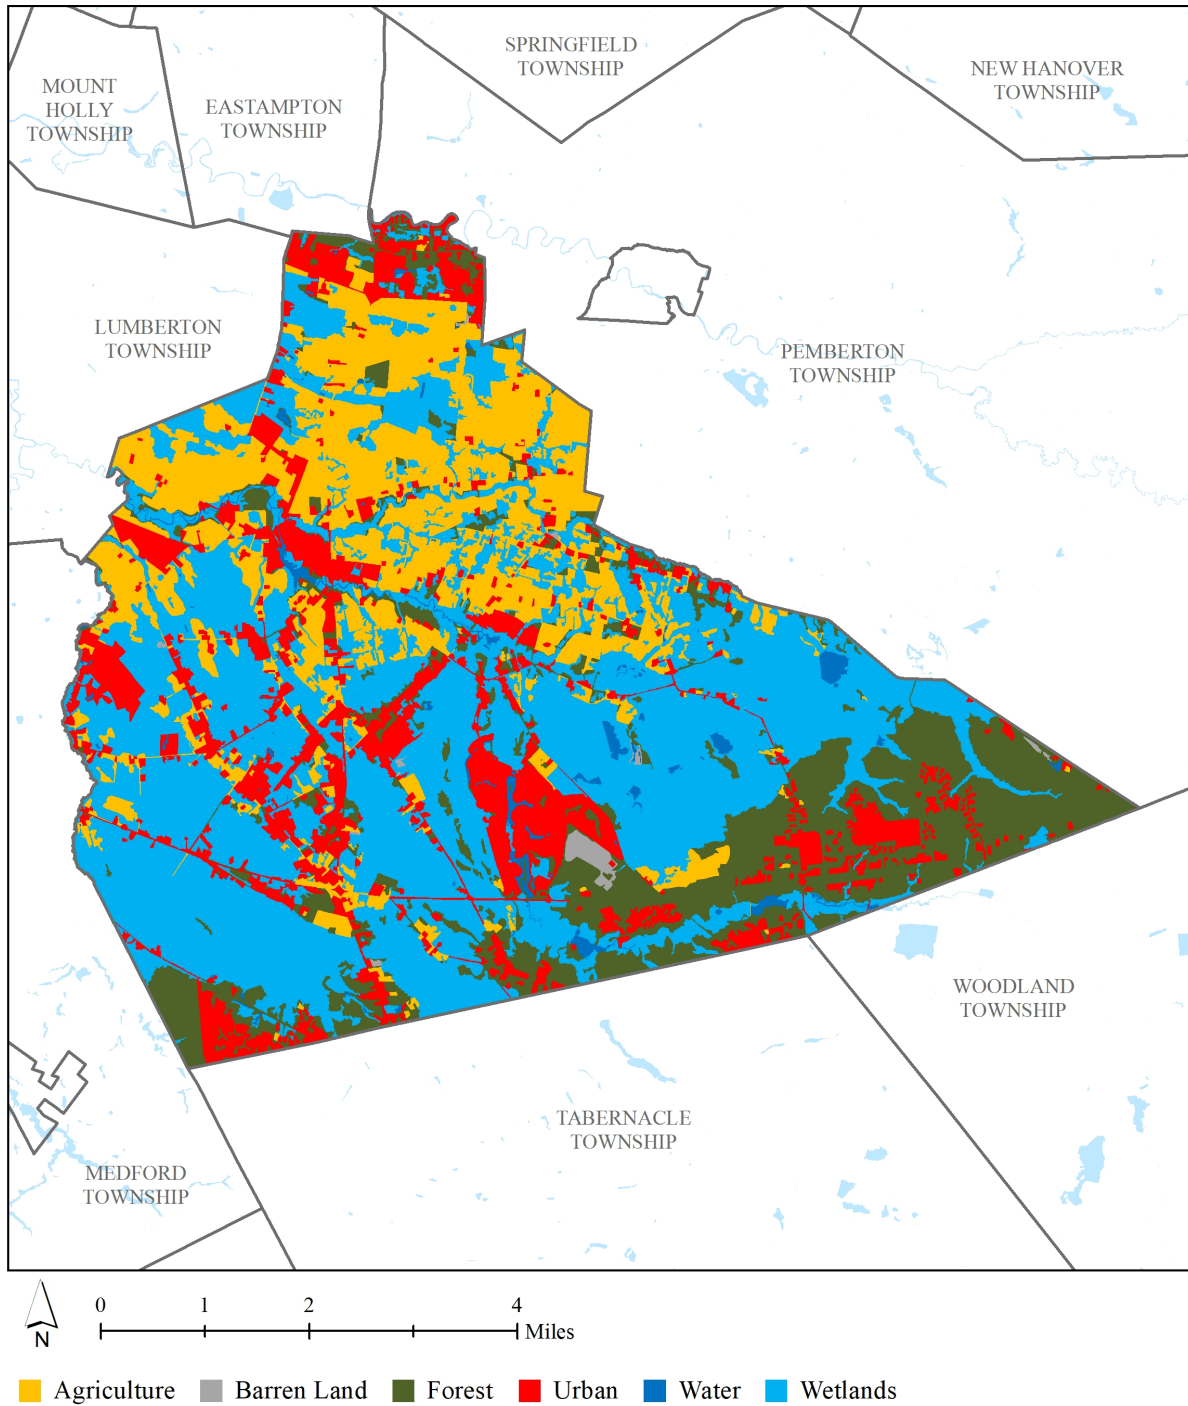 SPRINGFIELD
TOWNSHIP
NEW HANOVER
TOWNSHIP
MOUNT
HOLLY
TOWNSHIP
EASTAMPTON
TOWNSHIP
LUMBERTON
TOWNSHIP
PEMBERTON
TOWNSHIP
WOODLAND
TOWNSHIP
TABERNACLE
TOWNSHIP
MEDFORD
TOWNSHIP
N
0 1 2 4
Miles
Agriculture Barren Land Forest Urban Water Wetlands